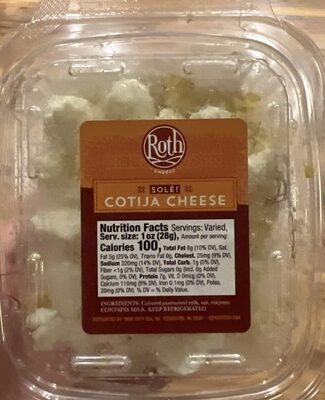 Roth
CHEESE
SOLÉ!
COTIJA CHEESE
Nutrition Facts Servings: Varied,
Serv. size: 1 oz (28g), Amount per serving:
Calories 100, Total Fat 8g (10% DV), Sat.
Fat 5g (25% DV), Trans Fat 0g, Cholest. 25mg (9% DV),
Sodium 320mg (14% DV), Total Carb. 1g (0% DV),
Fiber <1g (2% DV), Total Sugars 0g (Incl. 0g Added
Sugars, 0% DV), Protein 7g, Vit. D 0mcg (0% DV),
Calcium 110mg (8% DV), Iron 0.1mg (0% DV), Potas.
20mg (0% DV). % DV = % Daily Value.
INGREDIENTS: Cultured pasteurized milk, salt, enzymes.
CONTAINS MILK. KEEP REFRIGERATED